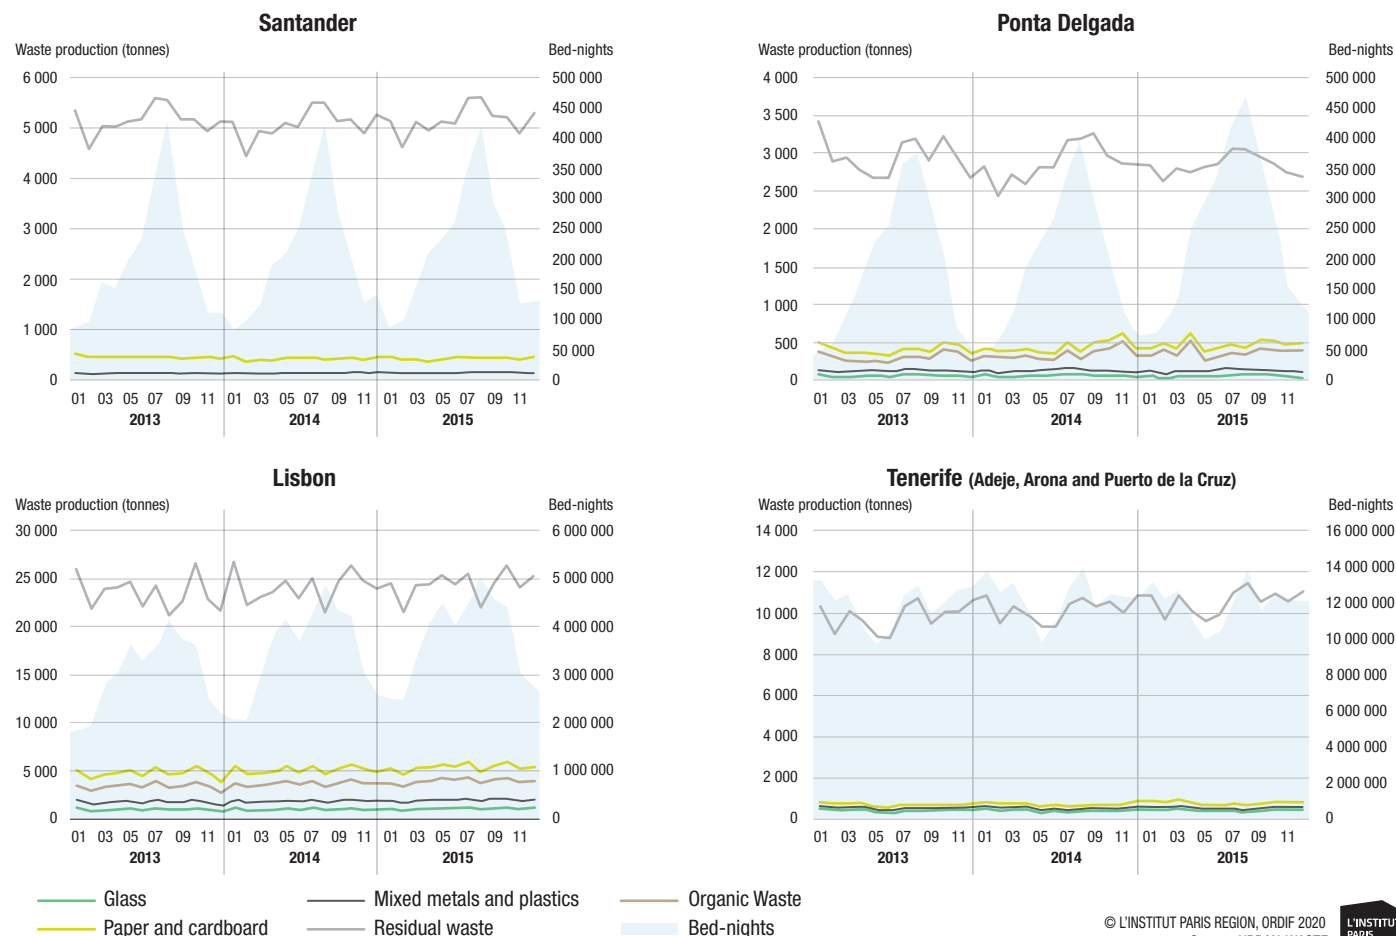 Santander
Waste production (tonnes)
Bed-nights
6 000
5 000
4 000
3 000
2 000
1 000
0
500 000
450 000
400 000
350 000
300 000
250 000
200 000
150 000
100 000
50 000
0
01 03 05 07 09 11 01 03 05 07 09 11 01 03 05 07 09 11
2013 2014 2015
Ponta Delgada
Waste production (tonnes)
Bed-nights
4 000
3 500
3 000
2 500
2 000
1 500
1 000
500
0
500 000
450 000
400 000
350 000
300 000
250 000
200 000
150 000
100 000
50 000
0
01 03 05 07 09 11 01 03 05 07 09 11 01 03 05 07 09 11
2013 2014 2015
Lisbon
Waste production (tonnes)
Bed-nights
30 000
25 000
20 000
15 000
10 000
5 000
0
6 000 000
5 000 000
4 000 000
3 000 000
2 000 000
1 000 000
0
01 03 05 07 09 11 01 03 05 07 09 11 01 03 05 07 09 11
2013 2014 2015
Tenerife (Adeje, Arona and Puerto de la Cruz)
Waste production (tonnes)
Bed-nights
14 000
12 000
10 000
8 000
6 000
4 000
2 000
0
16 000 000
14 000 000
12 000 000
10 000 000
8 000 000
6 000 000
4 000 000
2 000 000
0
01 03 05 07 09 11 01 03 05 07 09 11 01 03 05 07 09 11
2013 2014 2015
Glass
Mixed metals and plastics
Organic Waste
Paper and cardboard
Residual waste
Bed-nights
© L'INSTITUT PARIS REGION, ORDIF 2020
L'INSTITUT
PARIS